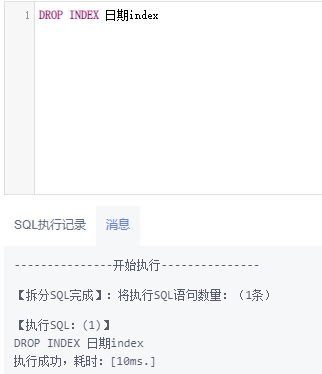 1 DROP INDEX 日期index
SQL执行记录 消息
---------------开始执行---------------
【拆分SQL完成】：将执行SQL语句数量：（1条）
【执行SQL：(1)】
DROP INDEX 日期index
执行成功，耗时：[10ms.]